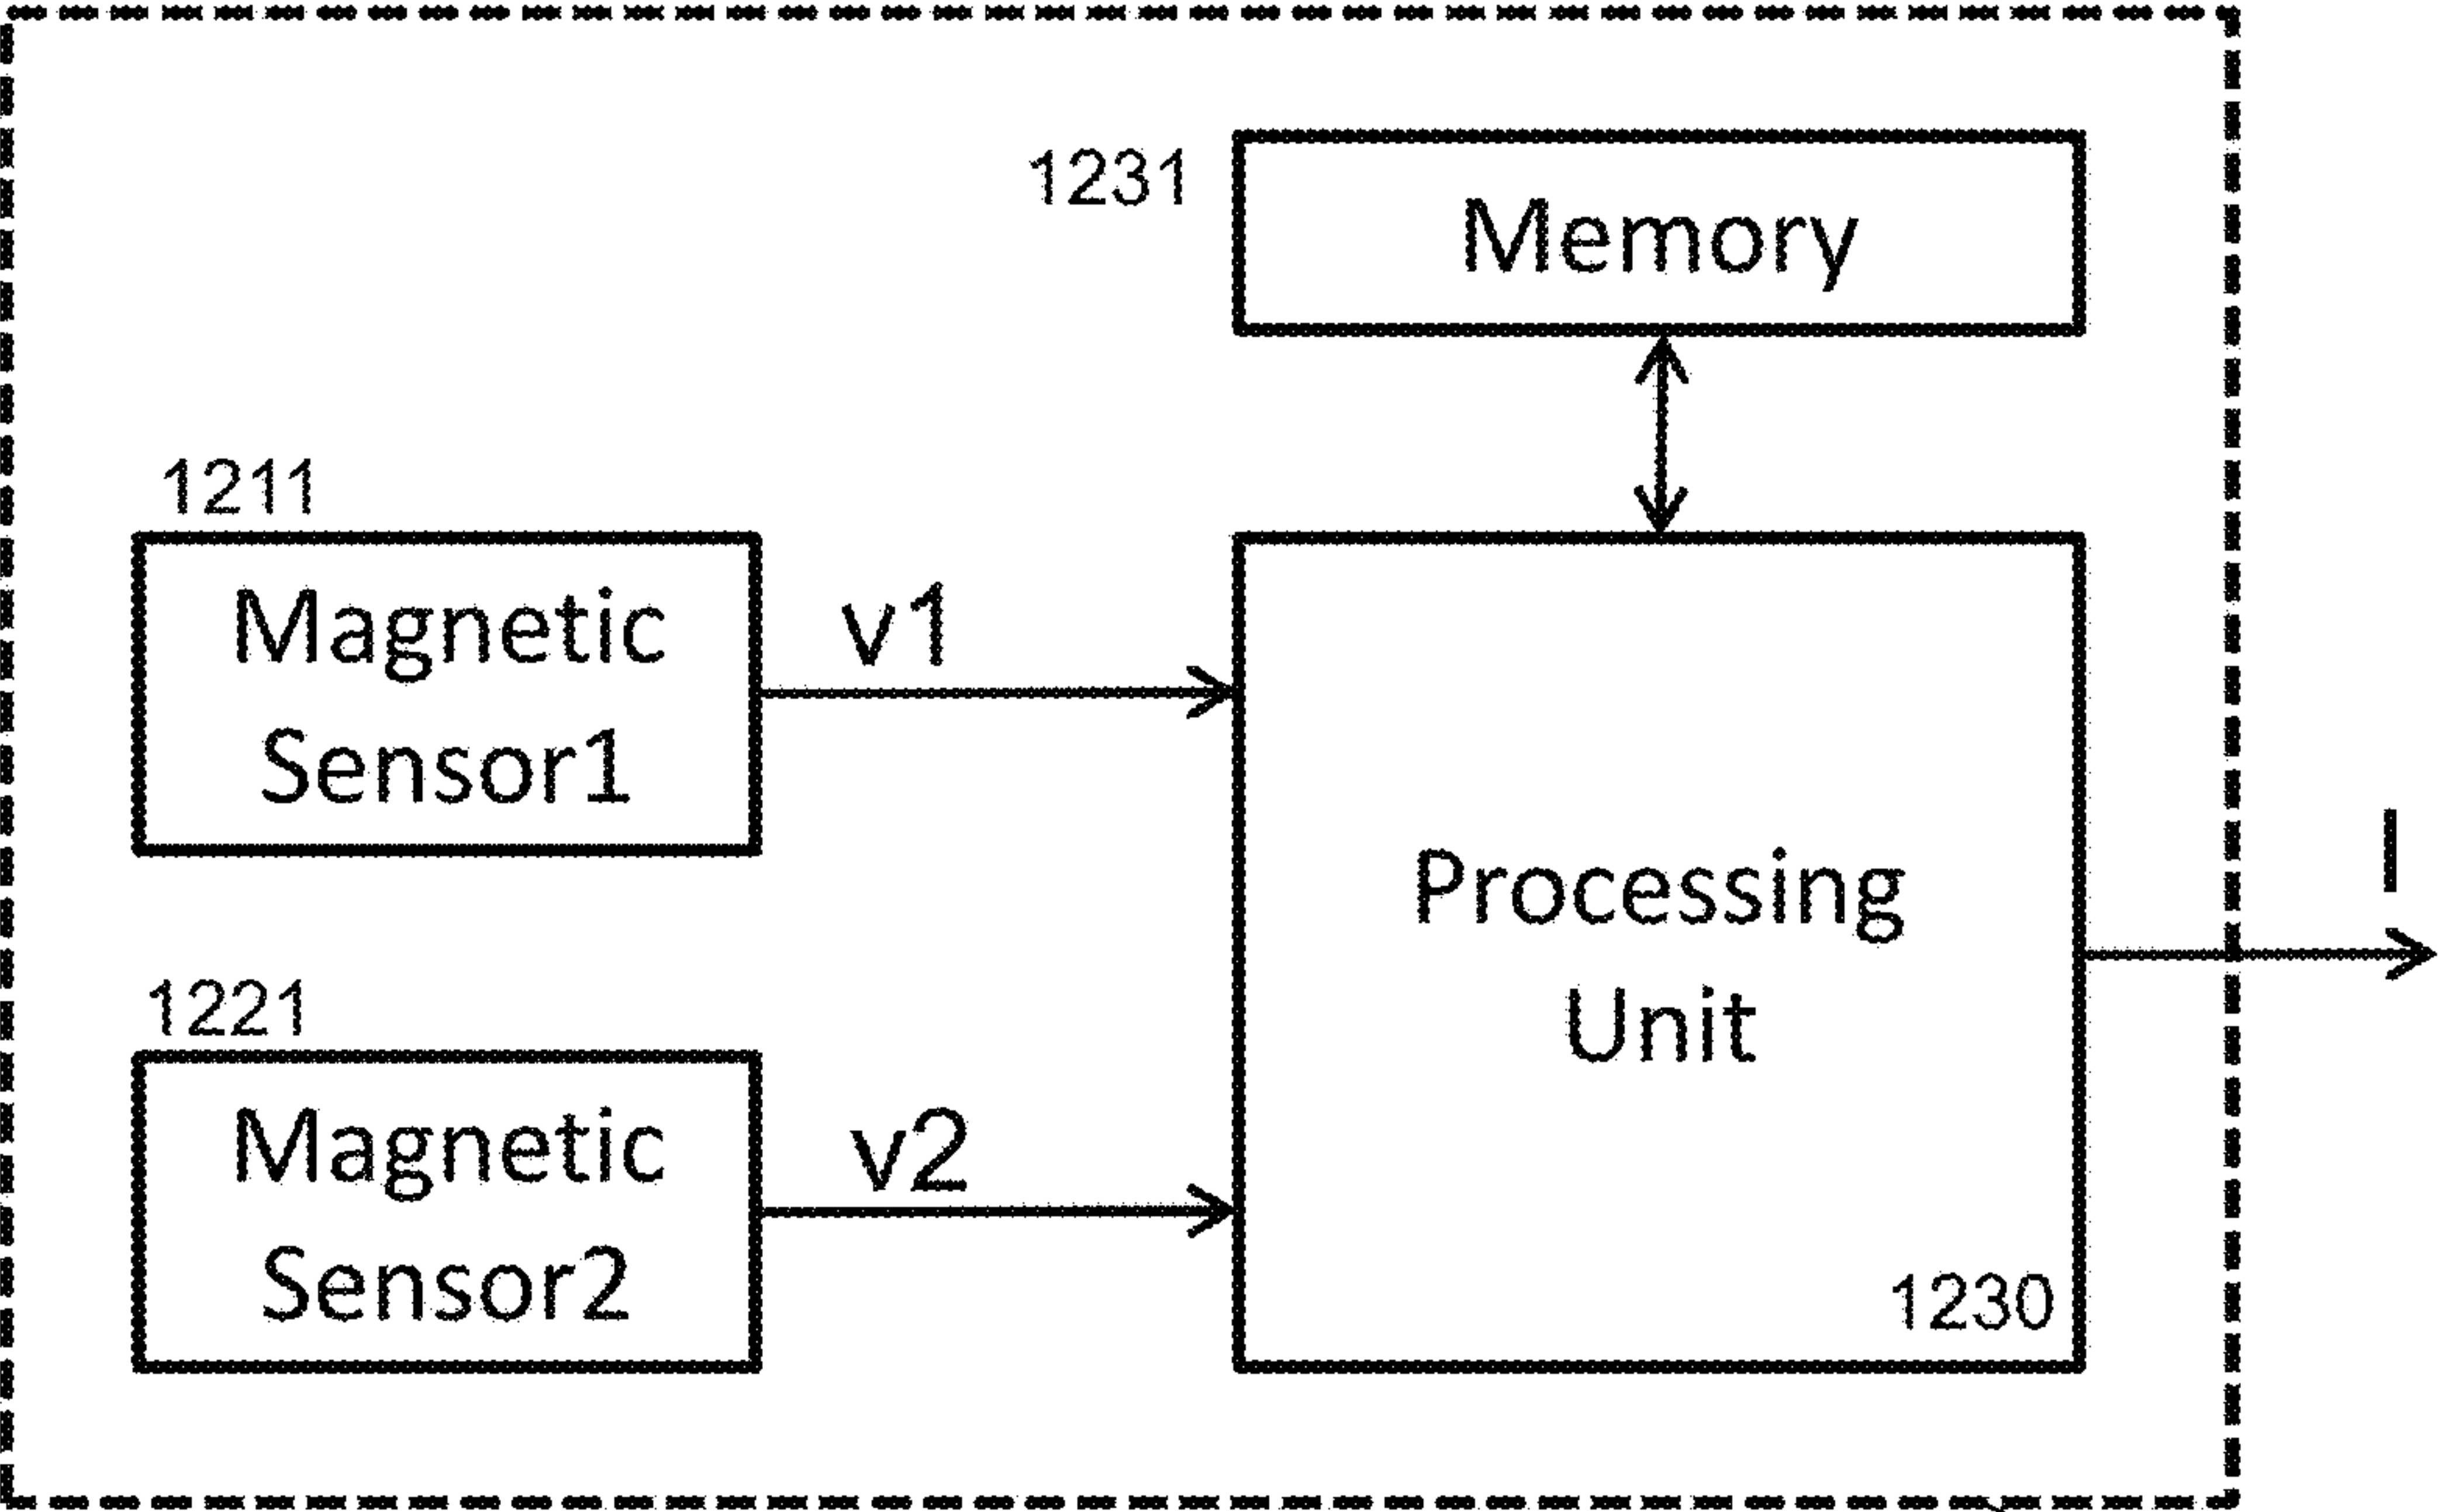 1231
Memory
1211
Magnetic
Sensor1
v1
Processing
Unit
I
1221
Magnetic
Sensor2
v2
1230